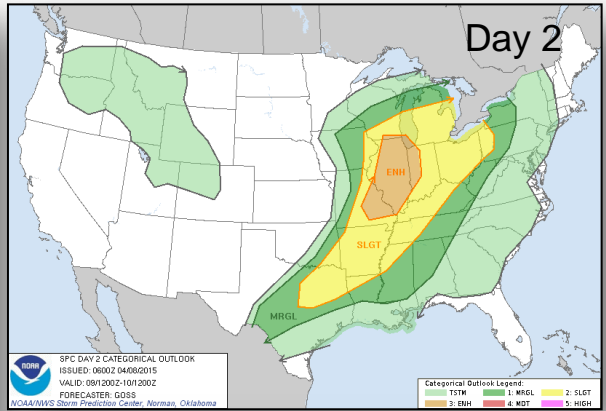 Day 2
ENH
SLGT
MRGL
NOAA
SPC DAY 2 CATEGORICAL OUTLOOK
ISSUED: 0600Z 04/08/2015
VALID: 09/1200Z-10/1200Z
FORECASTER: GOSS
NOAA/NWS Storm Prediction Center, Norman, Oklahoma
Categorical Outlook Legend:
TSTM 1: MRGL 2: SLGT
3: ENH 4: MDT 5: HIGH